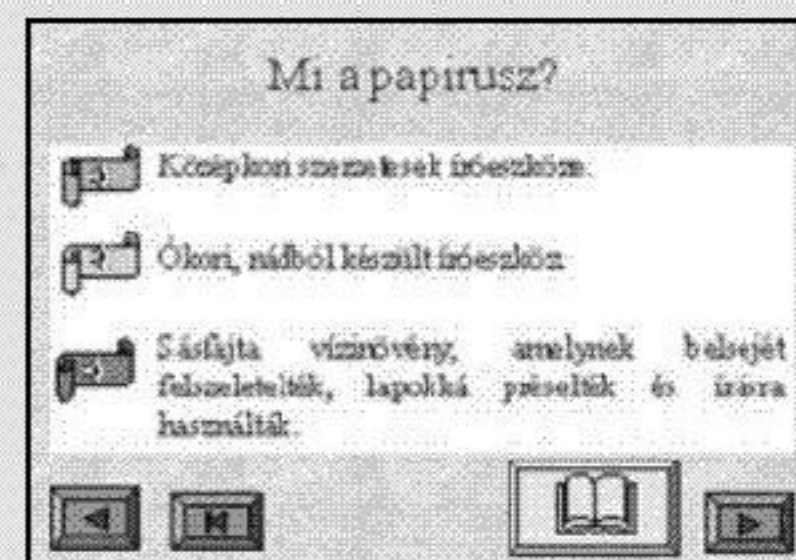 Mi a papirusz?
Középkori szerzetesek íróeszköze.
Ókori, nádból készült íróeszköz
Sásfajta vízinövény, amelynek belsejét
felszeletelték, lapokká préselték és írásra
használták.